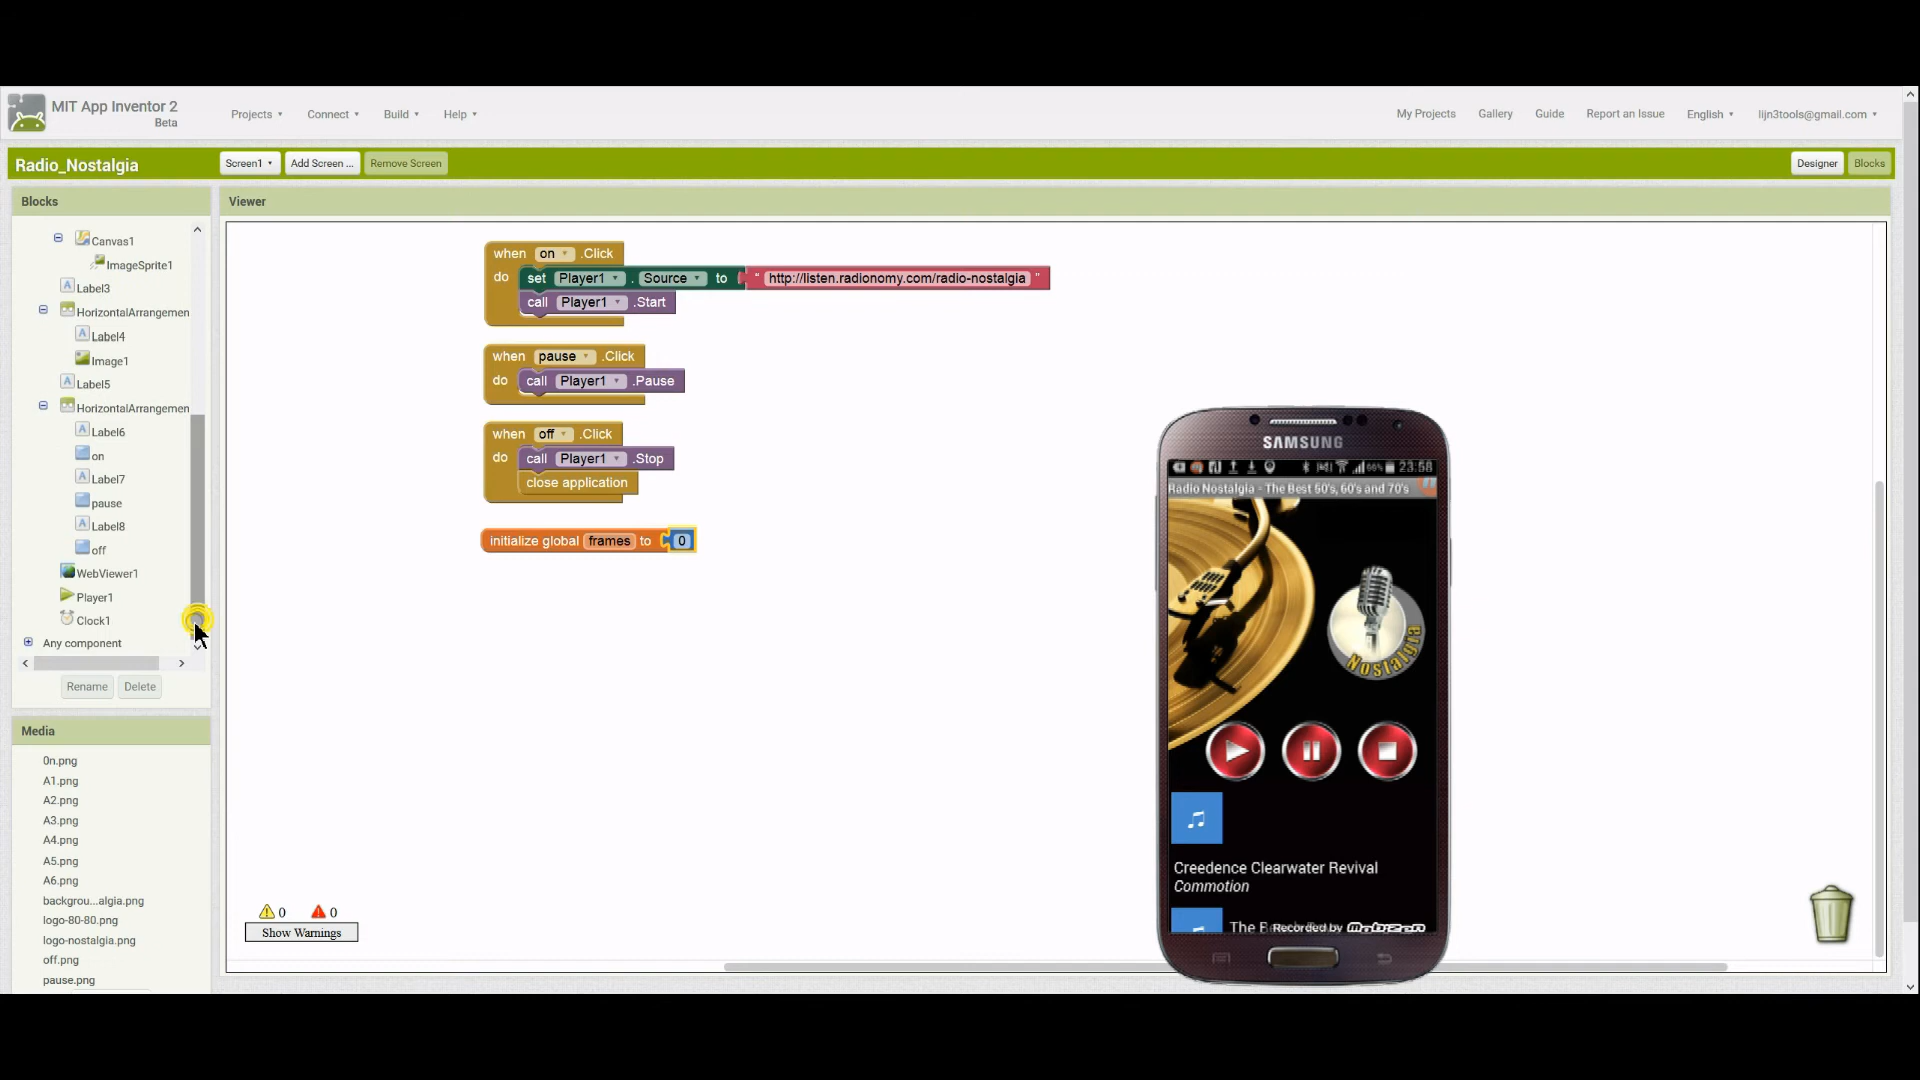 MIT App Inventor 2
Beta
Projects
Connect
Build
Help
My Projects
Gallery
Guide
Report an Issue
English
lijn3tools@gmail.com
Radio_Nostalgia
Screen1
Add Screen ...
Remove Screen
Designer
Blocks
Blocks
Viewer
Canvas1
ImageSprite1
Label3
HorizontalArrangemen
Label4
Image1
Label5
HorizontalArrangemen
Label6
on
Label7
pause
Label8
off
WebViewer1
Player1
Clock1
Any component
Rename
Delete
Media
0n.png
A1.png
A2.png
A3.png
A4.png
A5.png
A6.png
backgrou...algia.png
logo-80-80.png
logo-nostalgia.png
off.png
pause.png
when on .Click
do set Player1 . Source to " http://listen.radionomy.com/radio-nostalgia "
call Player1 .Start
when pause .Click
do call Player1 .Pause
when off .Click
do call Player1 .Stop
close application
initialize global frames to 0
0 0
Show Warnings
SAMSUNG
66% 23:58
Radio Nostalgia - The Best 50's, 60's and 70's
Nostalgia
Creedence Clearwater Revival
Commotion
The
Recorded by Mobizen